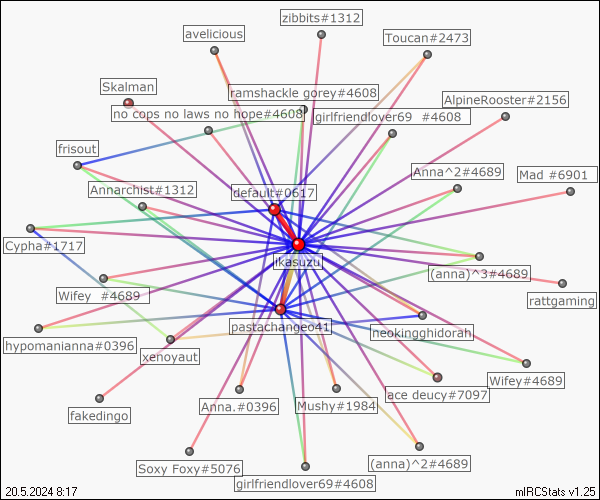 zibbits#1312
avelicious
Toucan#2473
Skalman
ramshackle gorey#4608
AlpineRooster#2156
no cops no laws no hope#4608
girlfriendlover69 #4608
frisout
Anna^2#4689
Mad #6901
Annarchist#1312
default#0617
Cypha#1717
ikasuzu
(anna)^3#4689
Wifey #4689
rattgaming
pastachangeo41
neokingghidorah
hypomanianna#0396
xenoyaut
Wifey#4689
ace deucy#7097
Anna.#0396
Mushy#1984
fakedingo
Soxy Foxy#5076
(anna)^2#4689
girlfriendlover69#4608
20.5.2024 8:17
mIRCStats v1.25